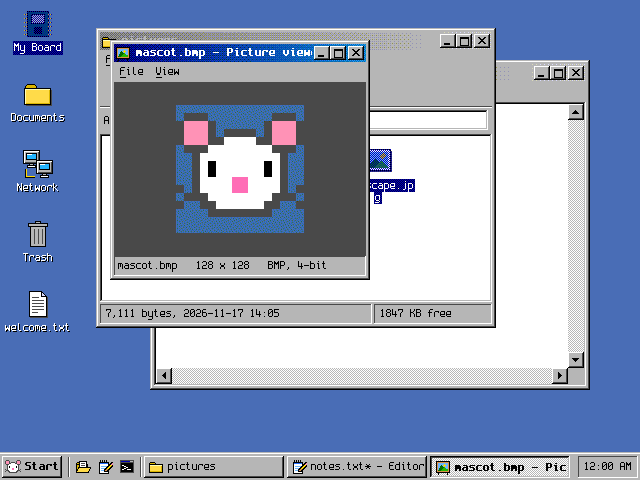 My Board
Documents
Network
Trash
welcome.txt
mascot.bmp - Picture view
File View
mascot.bmp 128 x 128 BMP, 4-bit
cape.jp
g
7,111 bytes, 2026-11-17 14:05
1847 KB free
Start
pictures
notes.txt* - Editor
mascot.bmp - Pic
12:00 AM